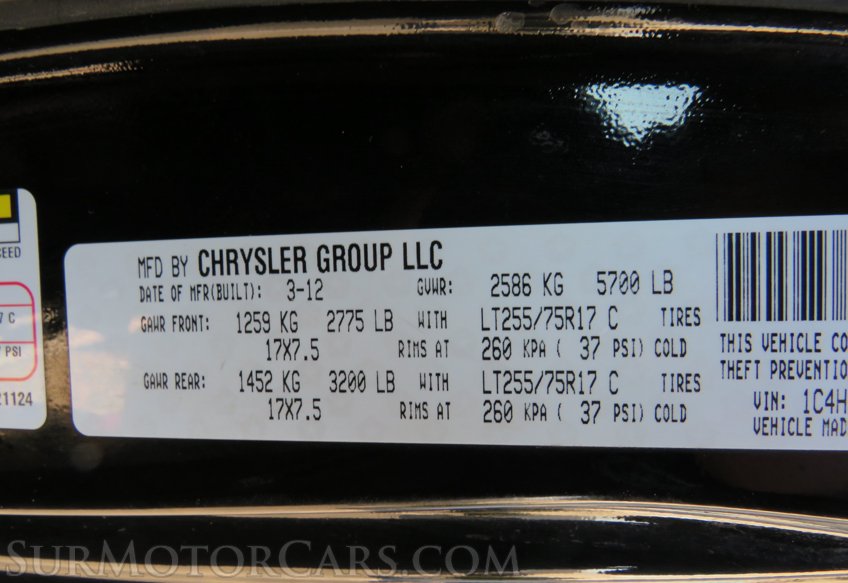 CEED
7 C
PSI
21124
MFD BY CHRYSLER GROUP LLC
DATE OF MFR(BUILT): 3-12 GVWR: 2586 KG 5700 LB
GAWR FRONT: 1259 KG 2775 LB WITH LT255/75R17 C TIRES
17X7.5 RIMS AT 260 KPA ( 37 PSI) COLD
GAWR REAR: 1452 KG 3200 LB WITH LT255/75R17 C TIRES
17X7.5 RIMS AT 260 KPA ( 37 PSI) COLD
THIS VEHICLE CO
THEFT PREVENTIO
VIN: 1C4H
VEHICLE MAD
SURMOTORCARS.COM